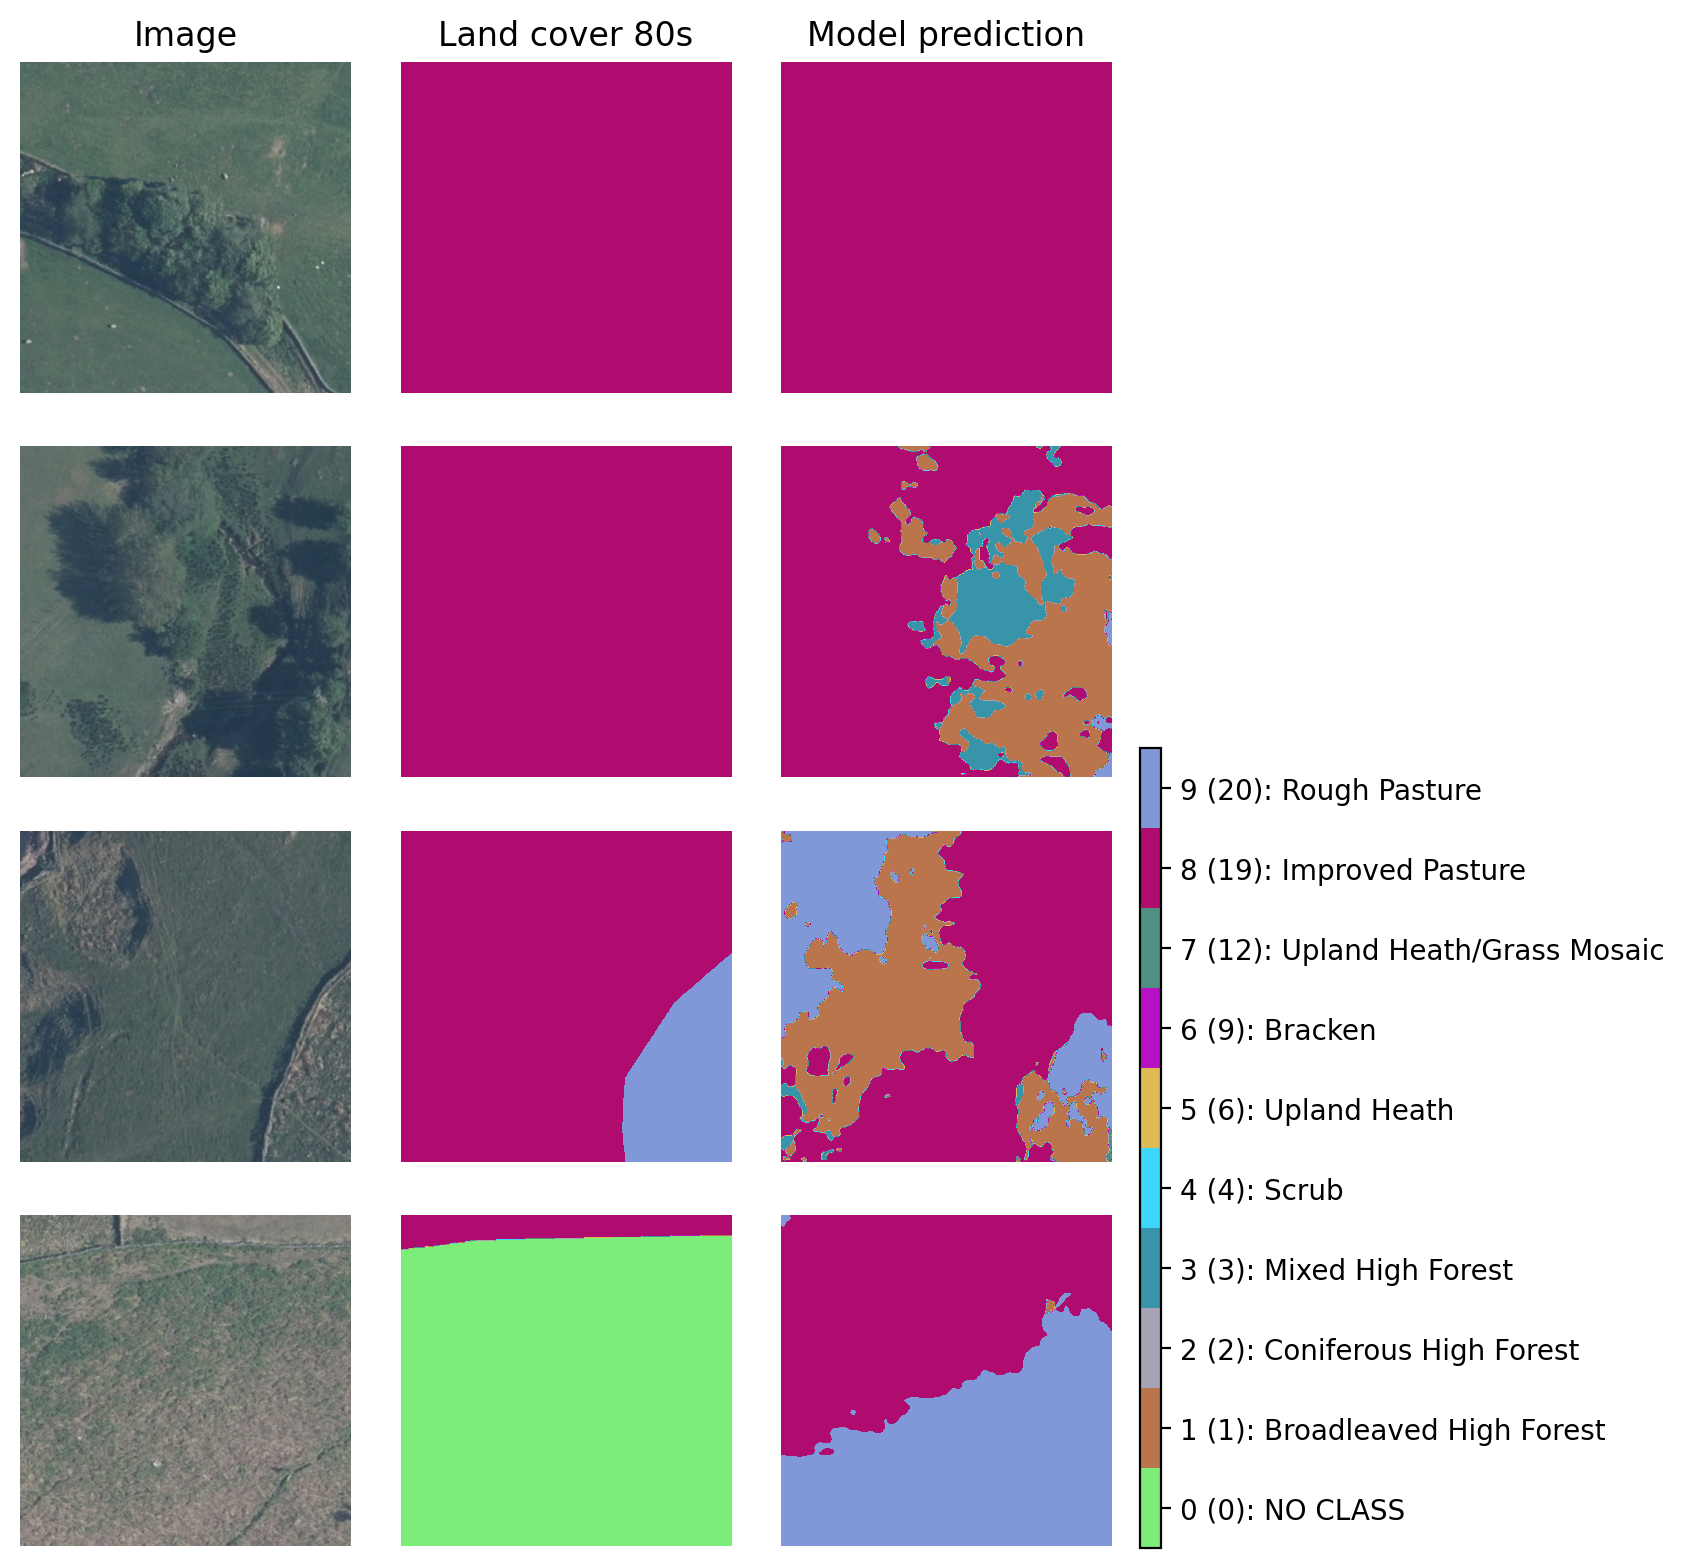 Image
Land cover 80s
Model prediction
9 (20): Rough Pasture
8 (19): Improved Pasture
7 (12): Upland Heath/Grass Mosaic
6 (9): Bracken
5 (6): Upland Heath
4 (4): Scrub
3 (3): Mixed High Forest
2 (2): Coniferous High Forest
1 (1): Broadleaved High Forest
0 (0): NO CLASS